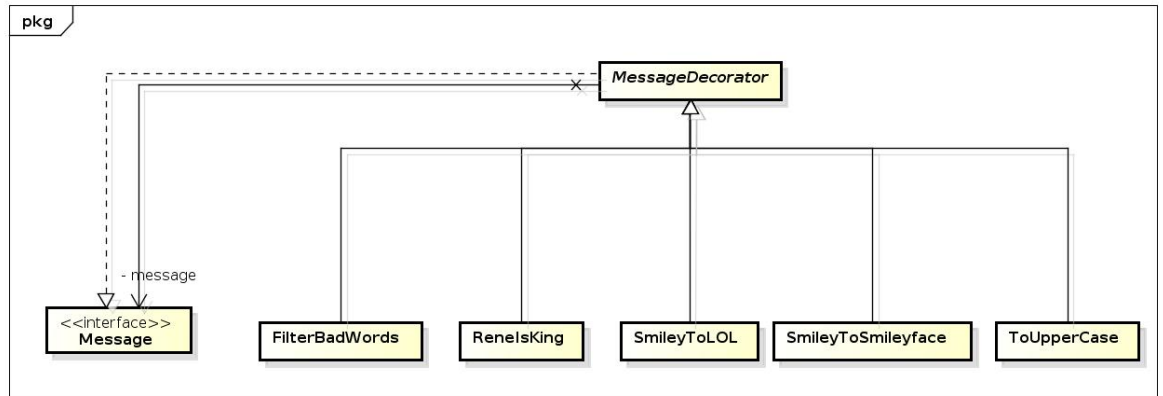 pkg
MessageDecorator
- message
<<interface>>
Message
FilterBadWords
ReneIsKing
SmileyToLOL
SmileyToSmileyface
ToUpperCase